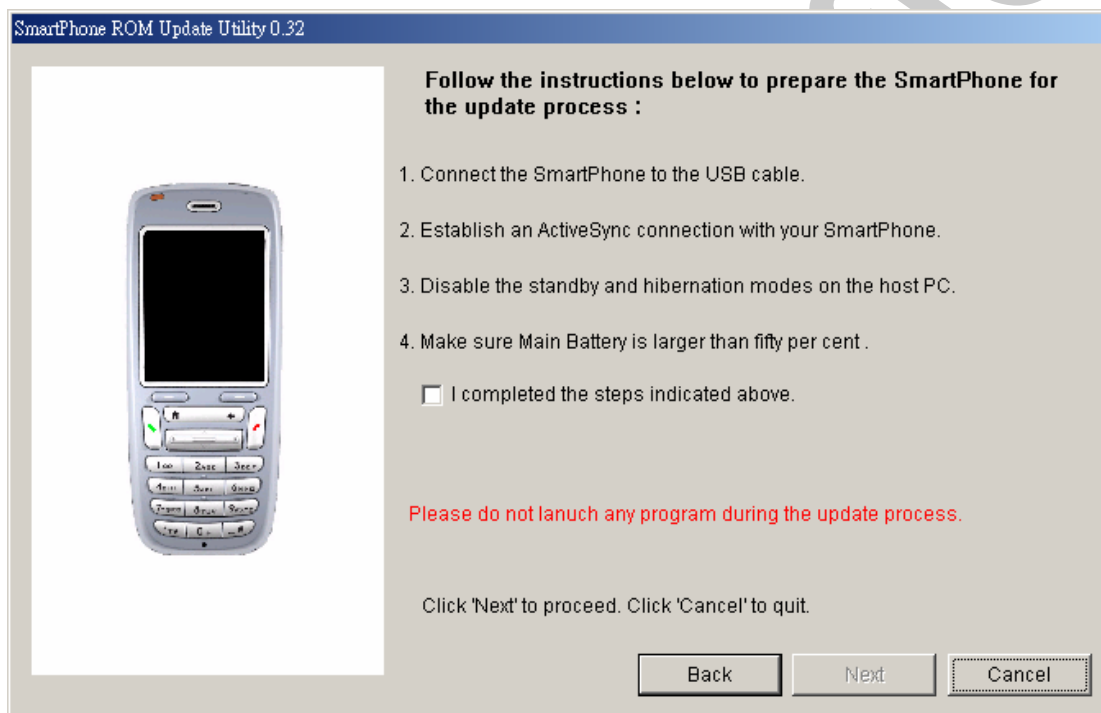 SmartPhone ROM Update Utility 0.32
Follow the instructions below to prepare the SmartPhone for
the update process :
1. Connect the SmartPhone to the USB cable.
2. Establish an ActiveSync connection with your SmartPhone.
3. Disable the standby and hibernation modes on the host PC.
4. Make sure Main Battery is larger than fifty per cent .
I completed the steps indicated above.
Please do not lanuch any program during the update process.
Click 'Next' to proceed. Click 'Cancel' to quit.
Back Next Cancel